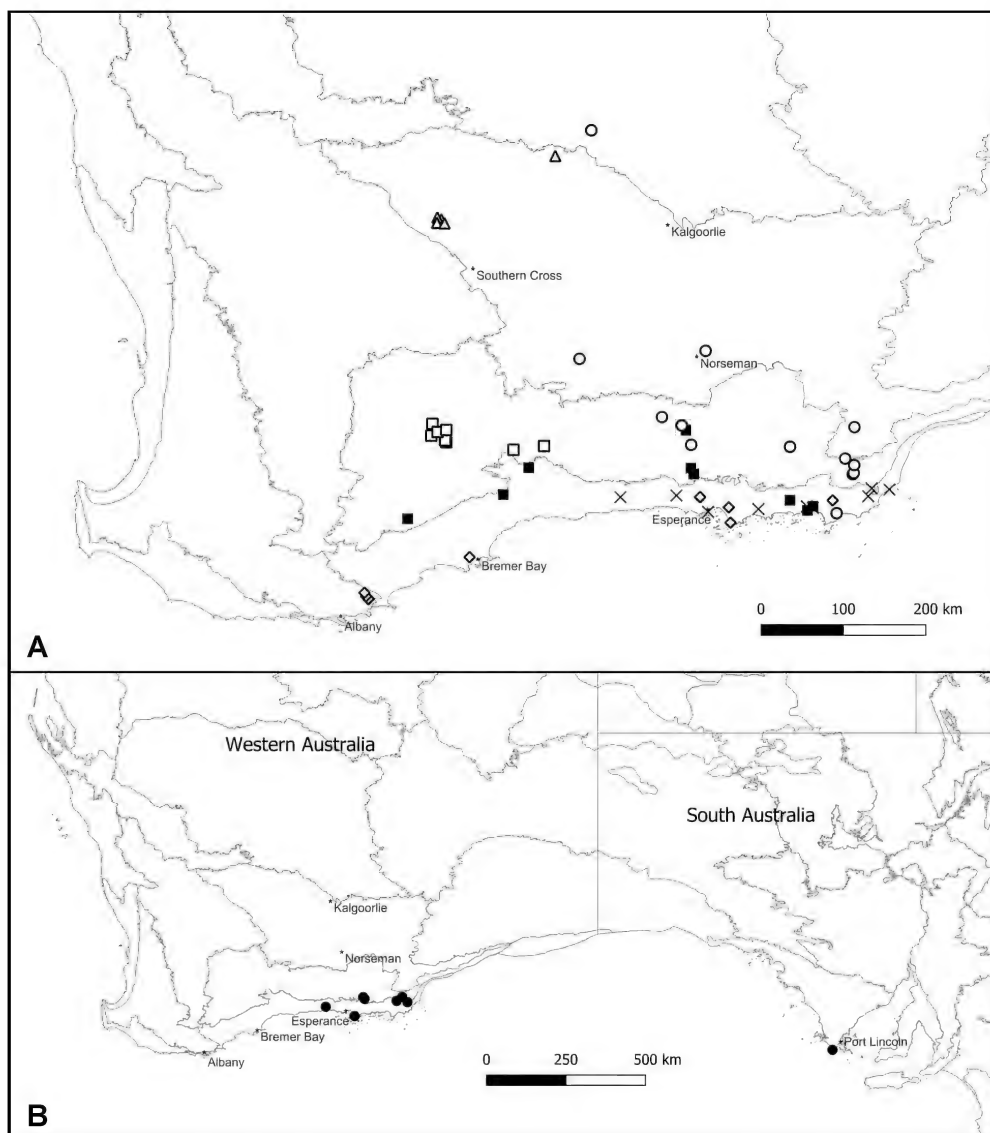 Kalgoorlie
Southern Cross
Norseman
Esperance
Bremer Bay
Albany
0 100 200 km
A
Western Australia
South Australia
Kalgoorlie
Norseman
Esperance
Bremer Bay
Albany
Port Lincoln
0 250 500 km
B